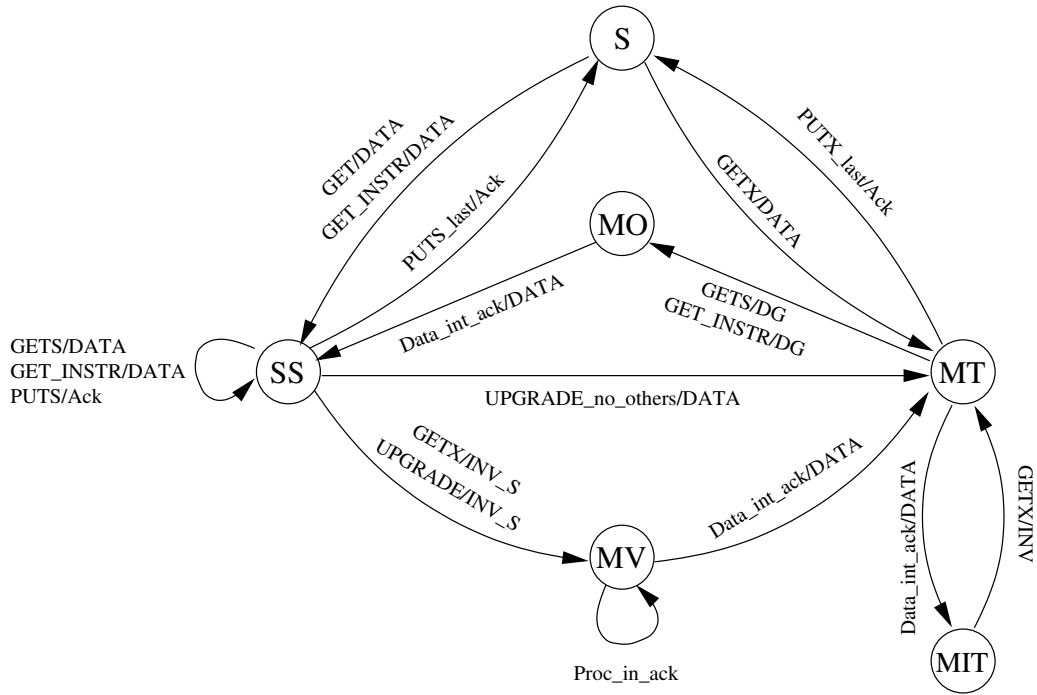 S
GET/DATA
GET_INSTR/DATA
PUTS_last/Ack
GETX/DATA
PUTX_last/Ack
MO
Data_int_ack/DATA
GETS/DG
GET_INSTR/DG
GETS/DATA
GET_INSTR/DATA
PUTS/Ack
SS
MT
UPGRADE_no_others/DATA
GETX/INV_S
UPGRADE/INV_S
Data_int_ack/DATA
MV
Proc_in_ack
Data_int_ack/DATA
GETX/INV
MIT